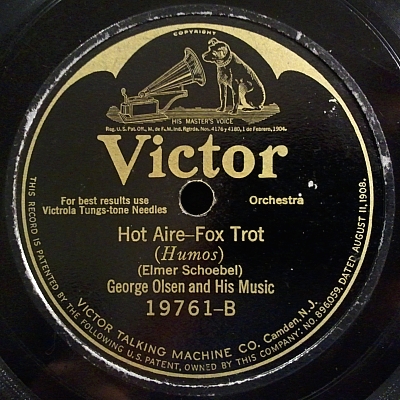 COPYRIGHT
HIS MASTER'S VOICE
Reg. U.S. Pat. Off., M. de F. M. Ind. Rgtrda. Nos. 4176 y 4180, 1 de Febrero, 1904.
Victor
For best results use
Victrola Tungs-tone Needles
Orchestra
Hot Aire–Fox Trot
(Humos)
(Elmer Schoebel)
George Olsen and His Music
19761-B
VICTOR TALKING MACHINE CO. Camden, N.J.
THIS RECORD IS PATENTED BY THE FOLLOWING U.S. PATENT, OWNED BY THIS COMPANY: NO. 896,059. DATED AUGUST 11, 1908.